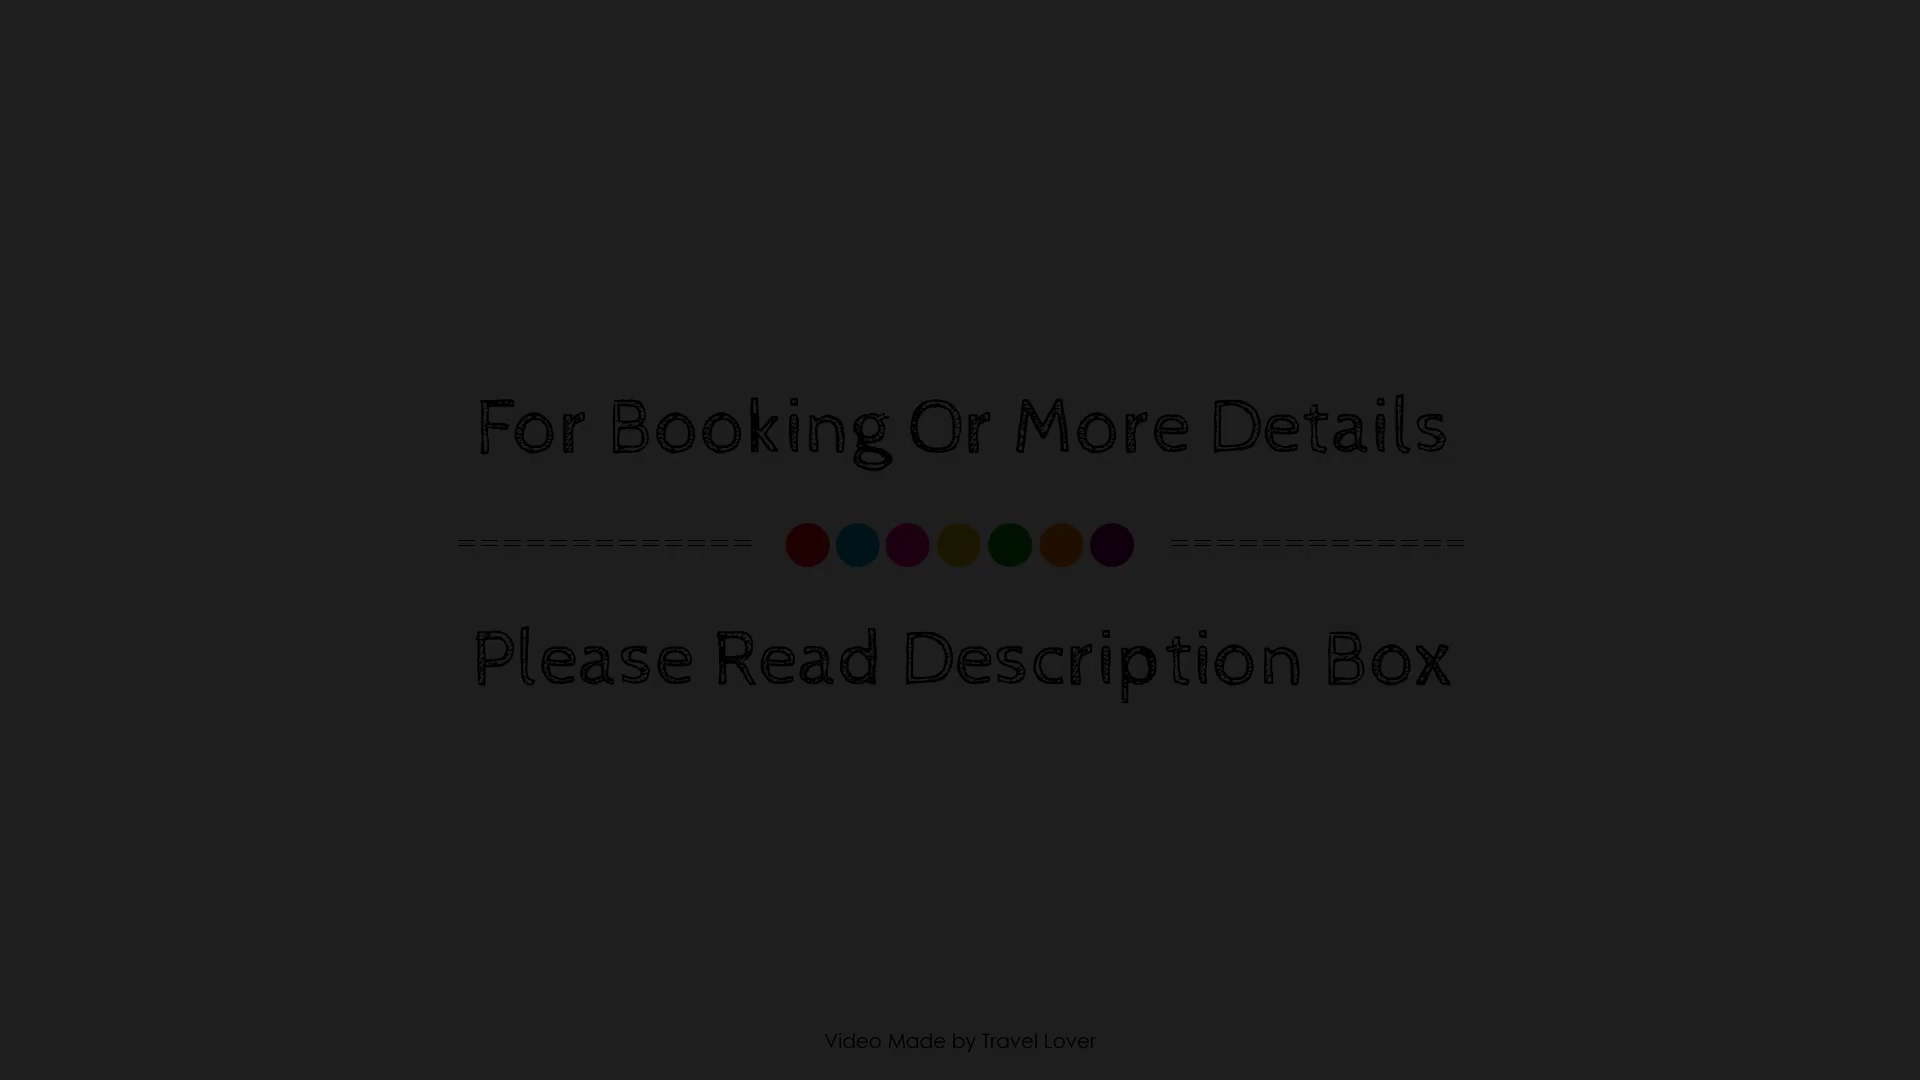 For Booking Or More Details
============= =============
Please Read Description Box
Video Made by Travel Lover